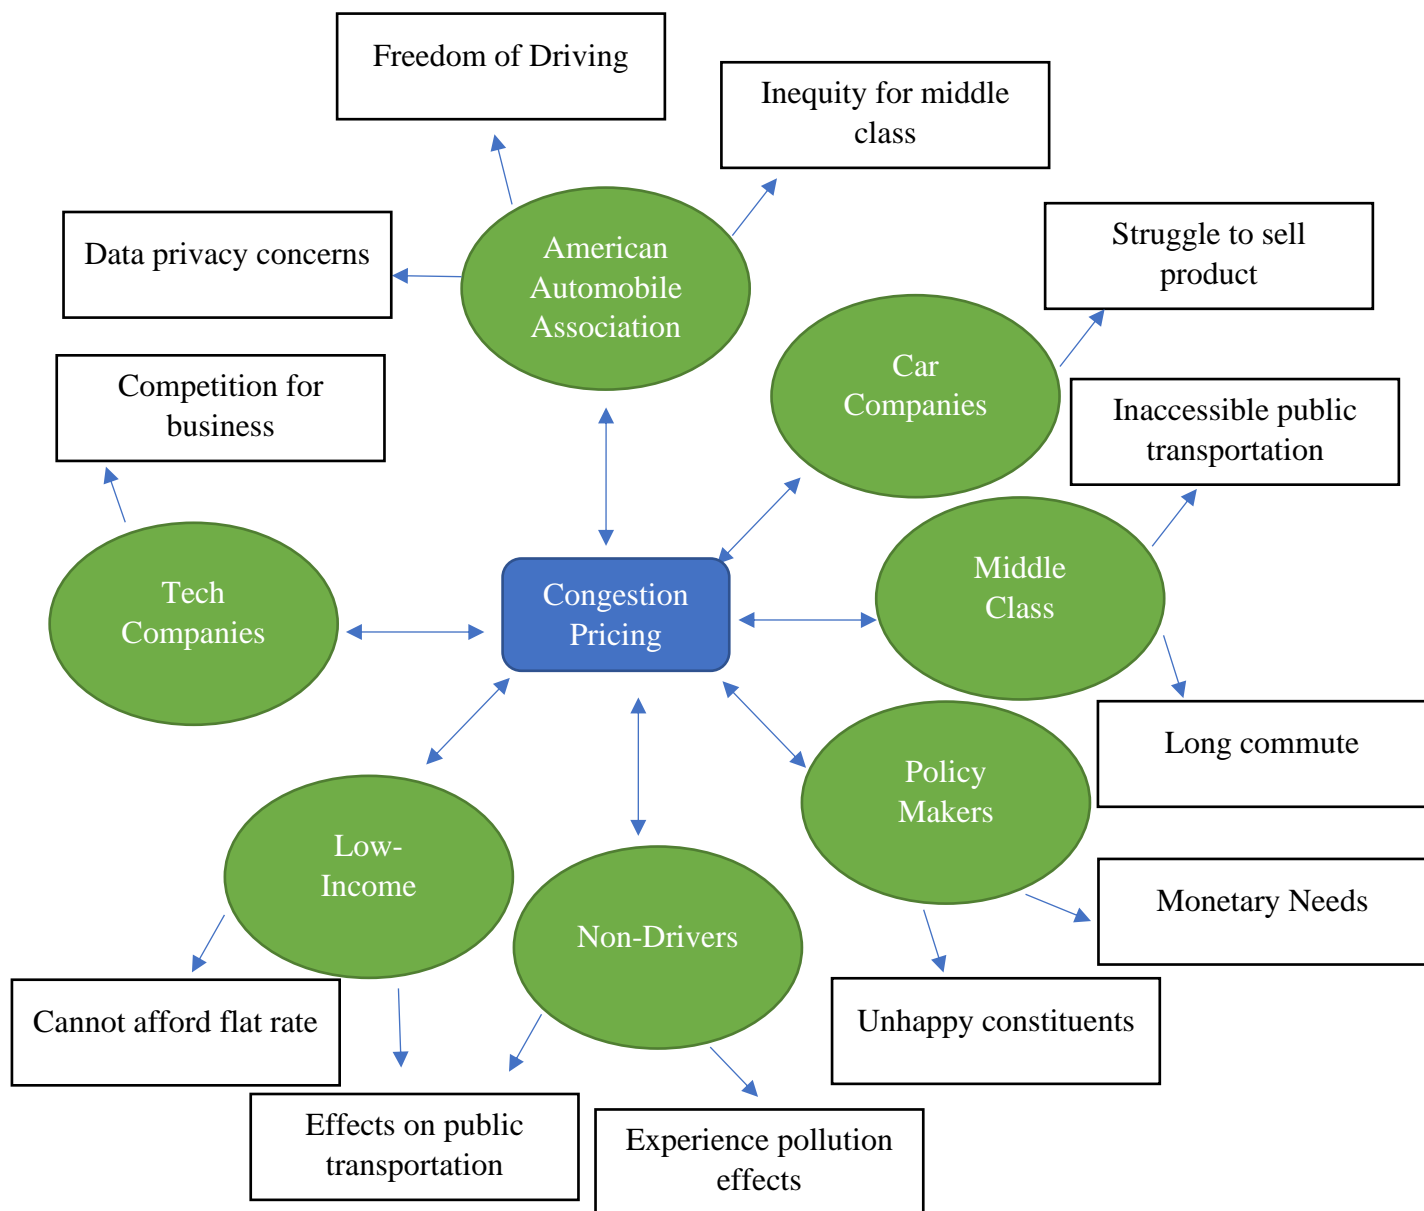 Freedom of Driving
Inequity for middle
class
Data privacy concerns
American
Automobile
Association
Struggle to sell
product
Competition for
business
Car
Companies
Inaccessible public
transportation
Tech
Companies
Congestion
Pricing
Middle
Class
Long commute
Policy
Makers
Low-
Income
Non-Drivers
Monetary Needs
Cannot afford flat rate
Unhappy constituents
Effects on public
transportation
Experience pollution
effects